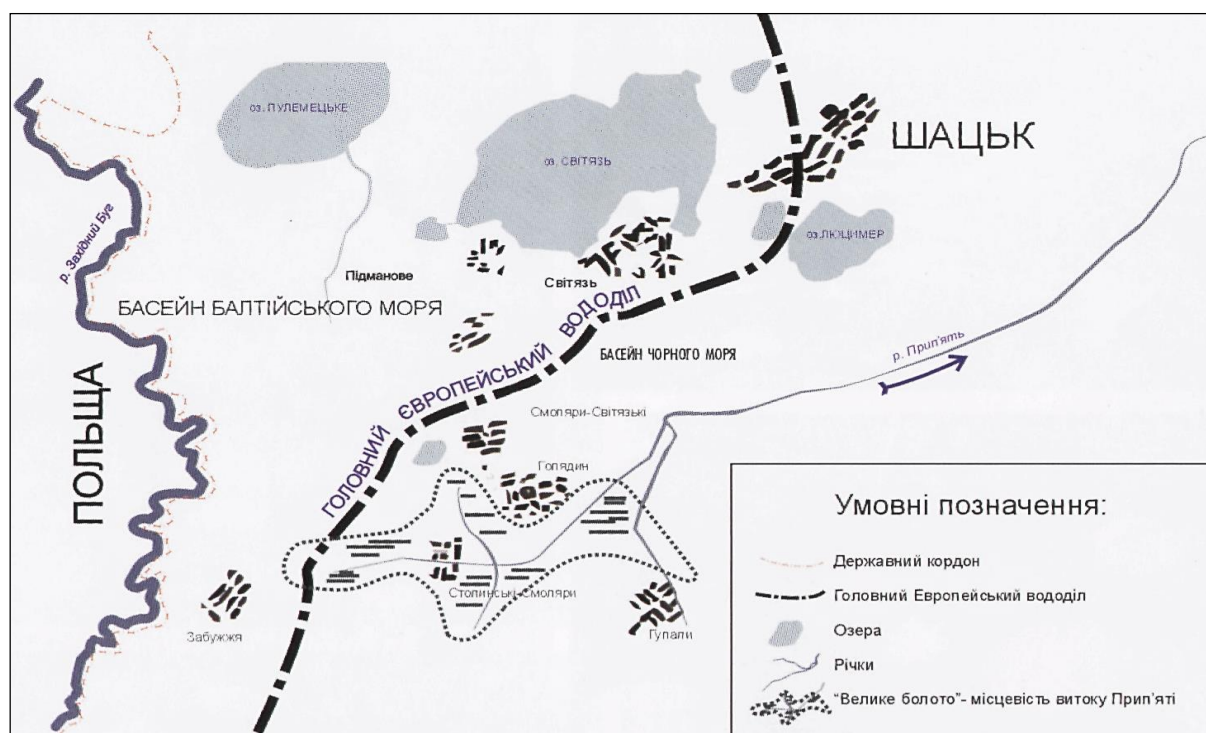 оз. ПУЛЕМЕЦЬКЕ
оз. СВІТЯЗЬ
ШАЦЬК
оз.ЛЮЦИМЕР
р. Західний Буг
Підманове
Світязь
БАСЕЙН БАЛТІЙСЬКОГО МОРЯ
ГОЛОВНИЙ ЄВРОПЕЙСЬКИЙ ВОДОДІЛ
БАСЕЙН ЧОРНОГО МОРЯ
р. Прип'ять
ПОЛЬЩА
Смоляри-Світязькі
Голядин
Столинські-Смоляри
Забужжя
Гупали
Умовні позначення:
Державний кордон
Головний Европейський вододіл
Озера
Річки
"Велике болото"- місцевість витоку Прип'яті